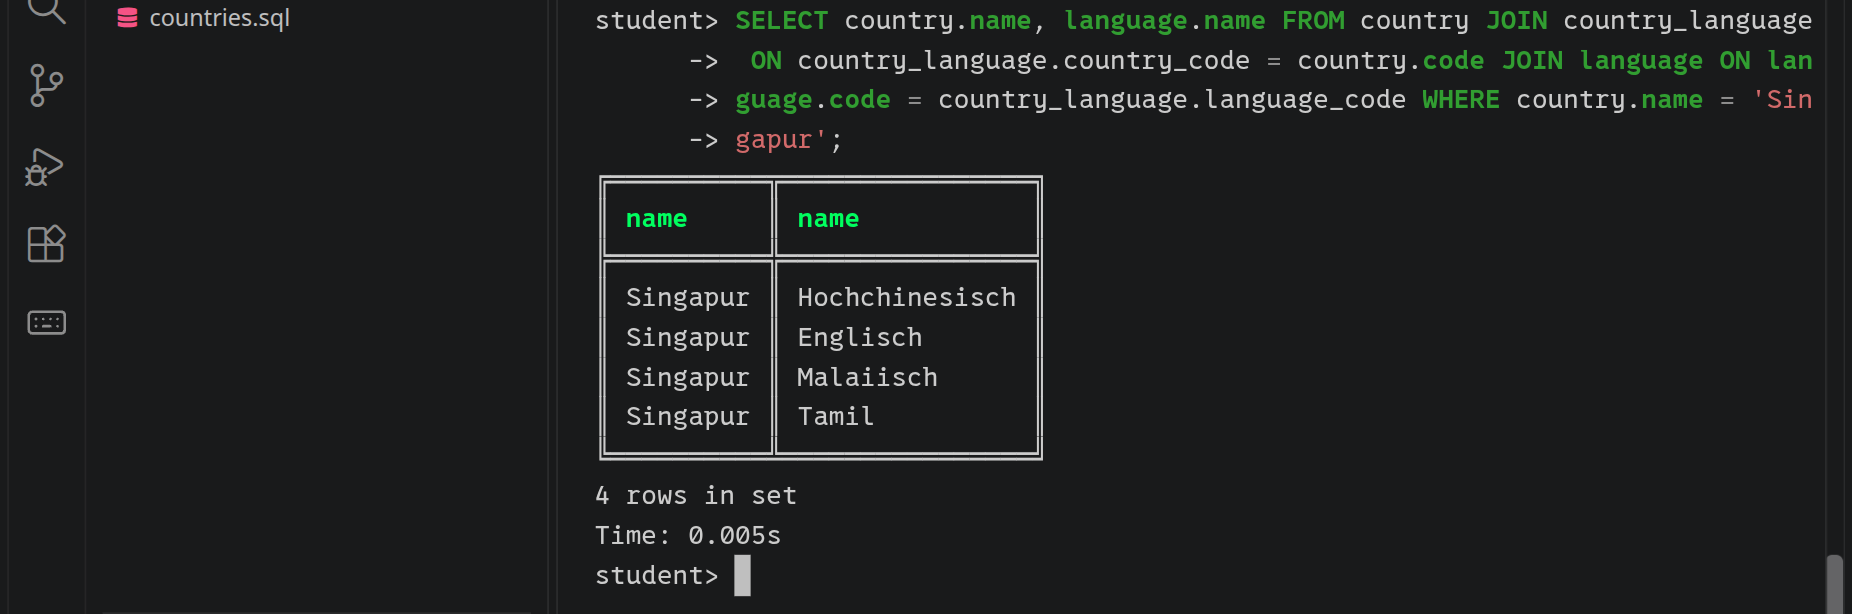 countries.sql
student> SELECT country.name, language.name FROM country JOIN country_language
->  ON country_language.country_code = country.code JOIN language ON lan
-> guage.code = country_language.language_code WHERE country.name = 'Sin
-> gapur';
name name
Singapur Hochchinesisch
Singapur Englisch
Singapur Malaiisch
Singapur Tamil
4 rows in set
Time: 0.005s
student>